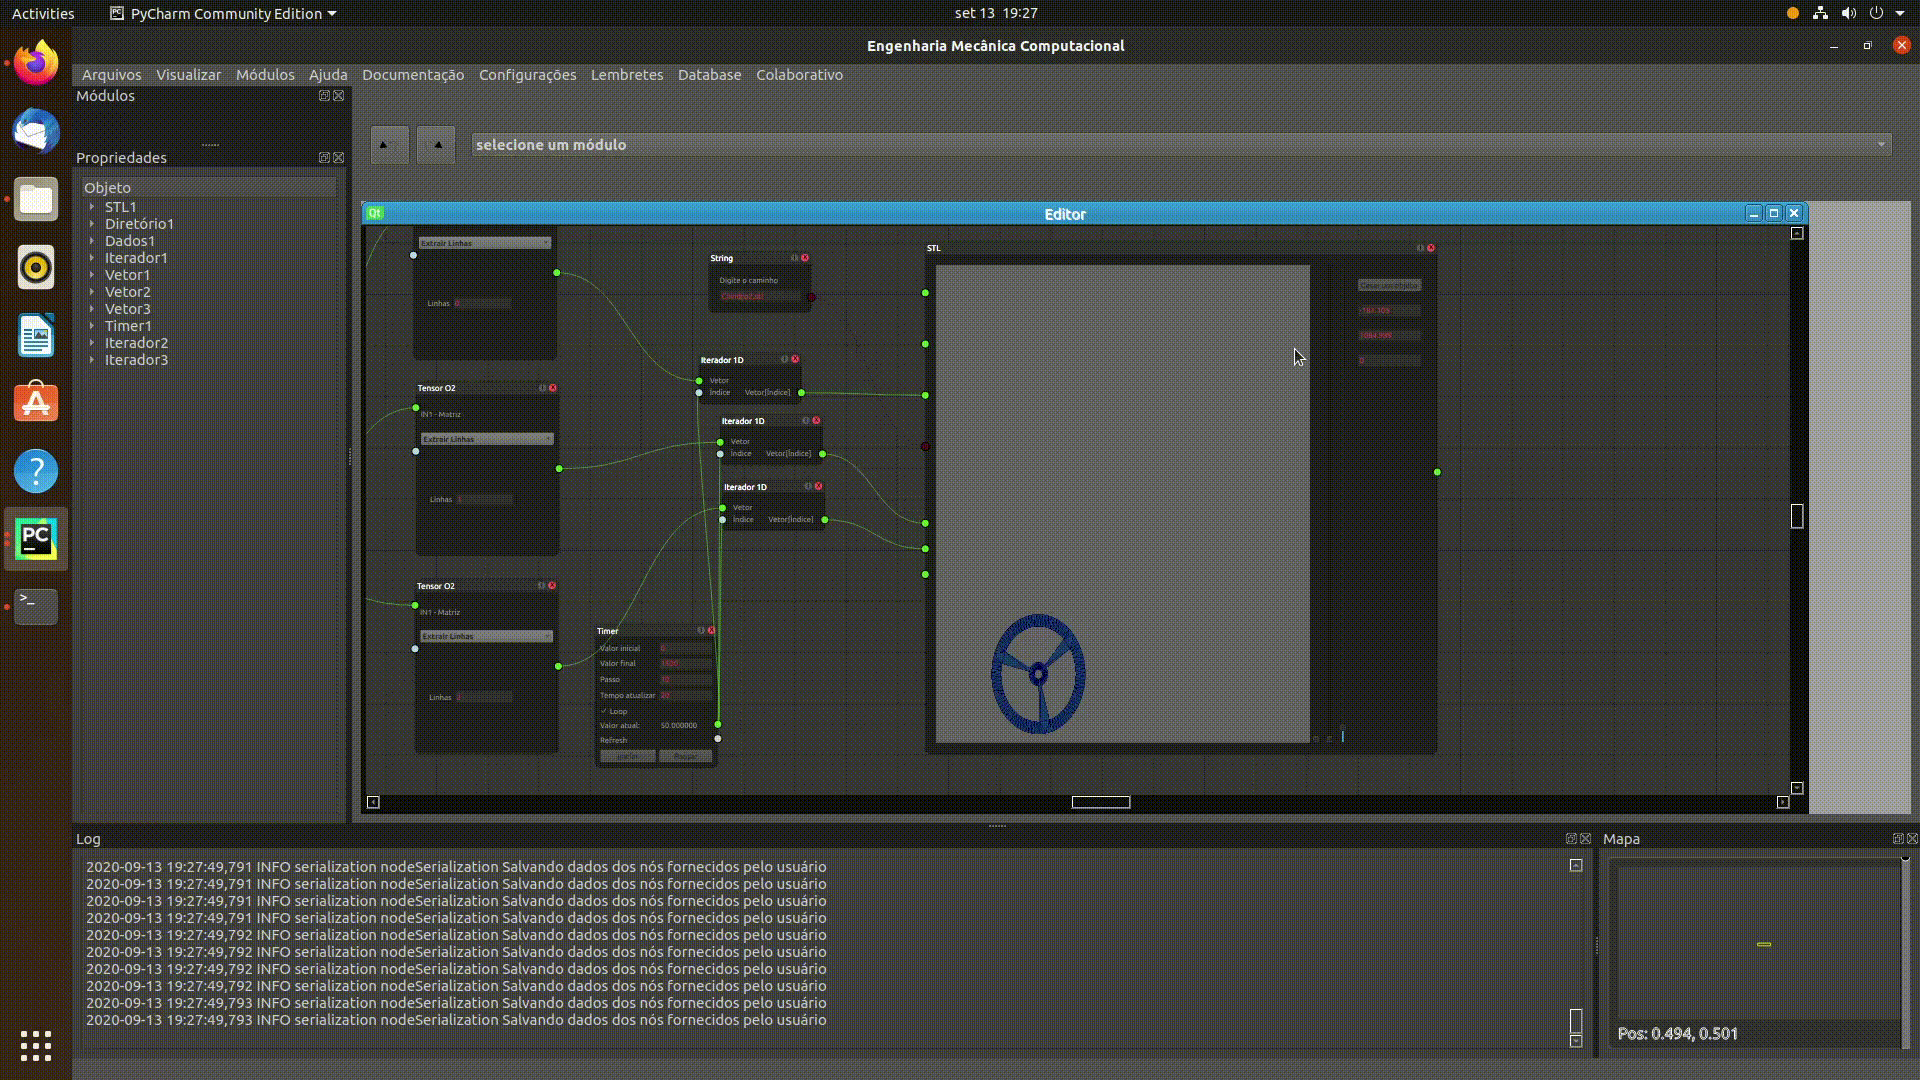 Activities
PyCharm Community Edition
set 13 19:27
Engenharia Mecânica Computacional
Arquivos Visualizar Módulos Ajuda Documentação Configurações Lembretes Database Colaborativo
Módulos
selecione um módulo
Propriedades
Objeto
STL1
Diretório1
Dados1
Iterador1
Vetor1
Vetor2
Vetor3
Timer1
Iterador2
Iterador3
Qt
Editor
Extrair Linhas
Linhas
Tensor O2
IN1 - Matriz
Extrair Linhas
Linhas
Tensor O2
IN1 - Matriz
Extrair Linhas
Linhas
String
Digite o caminho
Iterador 1D
Vetor
Índice Vetor[Índice]
Iterador 1D
Vetor
Índice Vetor[Índice]
Iterador 1D
Vetor
Índice Vetor[Índice]
Timer
Valor inicial
Valor final
Passo 10
Tempo atualizar 20
Loop
Valor atual: 50.000000
Refresh
STL
0
PC
Log
2020-09-13 19:27:49,791 INFO serialization nodeSerialization Salvando dados dos nós fornecidos pelo usuário
2020-09-13 19:27:49,791 INFO serialization nodeSerialization Salvando dados dos nós fornecidos pelo usuário
2020-09-13 19:27:49,791 INFO serialization nodeSerialization Salvando dados dos nós fornecidos pelo usuário
2020-09-13 19:27:49,791 INFO serialization nodeSerialization Salvando dados dos nós fornecidos pelo usuário
2020-09-13 19:27:49,792 INFO serialization nodeSerialization Salvando dados dos nós fornecidos pelo usuário
2020-09-13 19:27:49,792 INFO serialization nodeSerialization Salvando dados dos nós fornecidos pelo usuário
2020-09-13 19:27:49,792 INFO serialization nodeSerialization Salvando dados dos nós fornecidos pelo usuário
2020-09-13 19:27:49,792 INFO serialization nodeSerialization Salvando dados dos nós fornecidos pelo usuário
2020-09-13 19:27:49,793 INFO serialization nodeSerialization Salvando dados dos nós fornecidos pelo usuário
2020-09-13 19:27:49,793 INFO serialization nodeSerialization Salvando dados dos nós fornecidos pelo usuário
Mapa
Pos: 0.494, 0.501